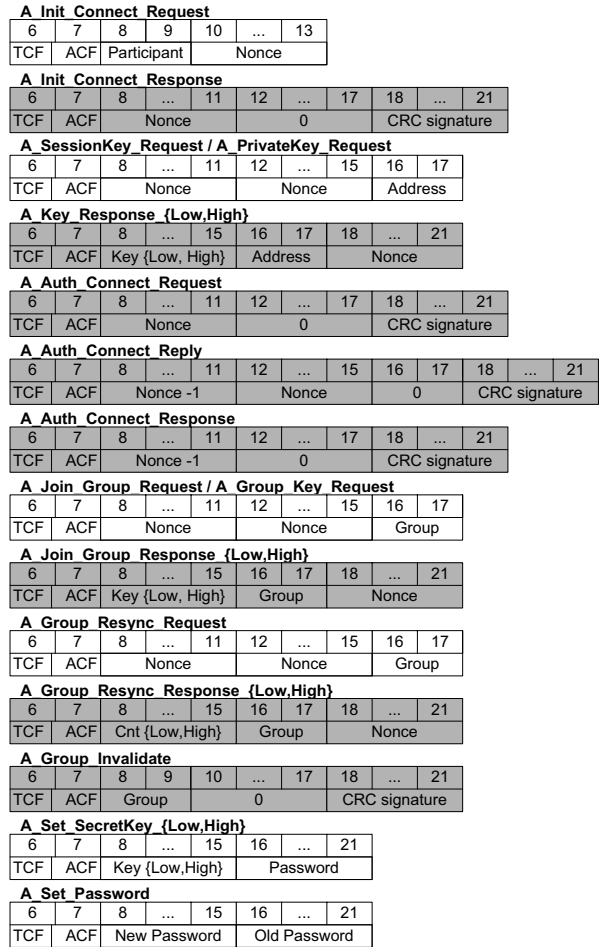 A_Init_Connect_Request
6 7 8 9 10 ... 13
TCF ACF Participant Nonce
A_Init_Connect_Response
6 7 8 ... 11 12 ... 17 18 ... 21
TCF ACF Nonce 0 CRC signature
A_SessionKey_Request / A_PrivateKey_Request
6 7 8 ... 11 12 ... 15 16 17
TCF ACF Nonce Nonce Address
A_Key_Response_{Low,High}
6 7 8 ... 15 16 17 18 ... 21
TCF ACF Key {Low, High} Address Nonce
A_Auth_Connect_Request
6 7 8 ... 11 12 ... 17 18 ... 21
TCF ACF Nonce 0 CRC signature
A_Auth_Connect_Reply
6 7 8 ... 11 12 ... 15 16 17 18 ... 21
TCF ACF Nonce -1 Nonce 0 CRC signature
A_Auth_Connect_Response
6 7 8 ... 11 12 ... 17 18 ... 21
TCF ACF Nonce -1 0 CRC signature
A_Join_Group_Request / A_Group_Key_Request
6 7 8 ... 11 12 ... 15 16 17
TCF ACF Nonce Nonce Group
A_Join_Group_Response_{Low,High}
6 7 8 ... 15 16 17 18 ... 21
TCF ACF Key {Low, High} Group Nonce
A_Group_Resync_Request
6 7 8 ... 11 12 ... 15 16 17
TCF ACF Nonce Nonce Group
A_Group_Resync_Response_{Low,High}
6 7 8 ... 15 16 17 18 ... 21
TCF ACF Cnt {Low,High} Group Nonce
A_Group_Invalidate
6 7 8 9 10 ... 17 18 ... 21
TCF ACF Group 0 CRC signature
A_Set_SecretKey_{Low,High}
6 7 8 ... 15 16 ... 21
TCF ACF Key {Low,High} Password
A_Set_Password
6 7 8 ... 15 16 ... 21
TCF ACF New Password Old Password